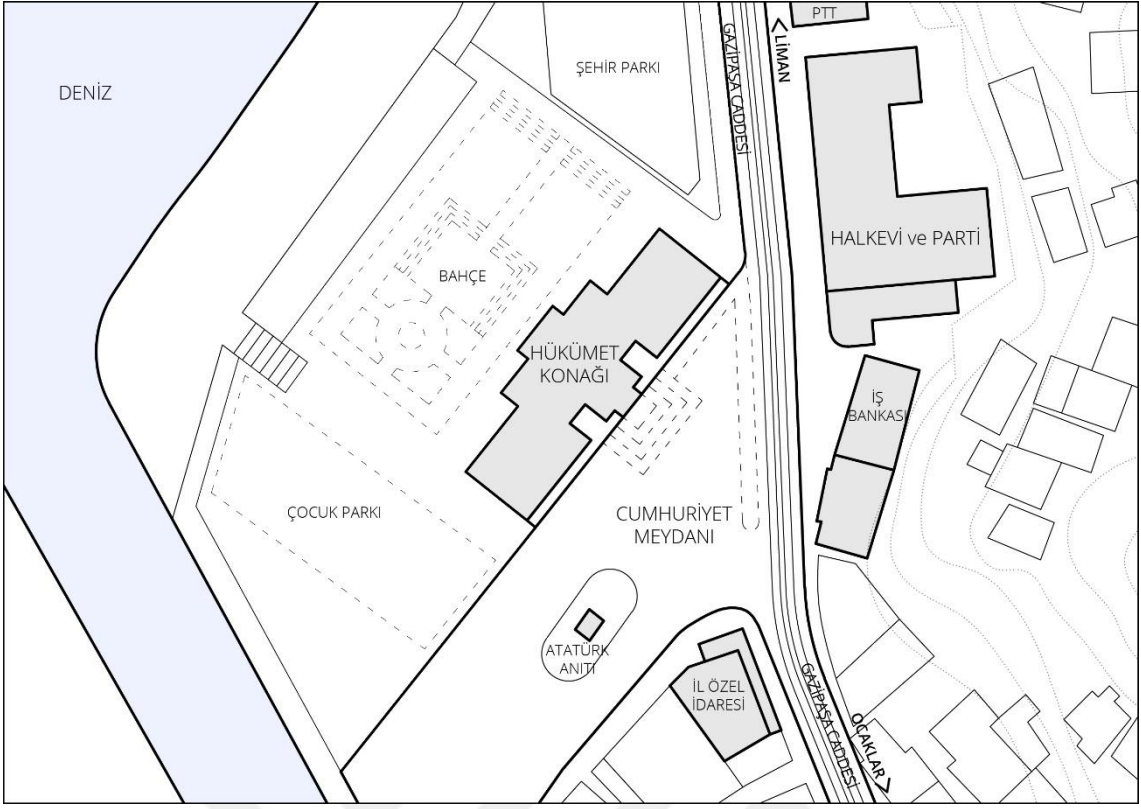 PTT
GAZİPAŞA CADDESİ
<LİMAN
ŞEHİR PARKI
DENİZ
HALKEVİ ve PARTİ
BAHÇE
HÜKÜMET
KONAĞI
İŞ
BANKASI
ÇOCUK PARKI
CUMHURİYET
MEYDANI
ATATÜRK
ANITI
İL ÖZEL
İDARESİ
GAZİPAŞA CADDESİ
OCAKLAR>